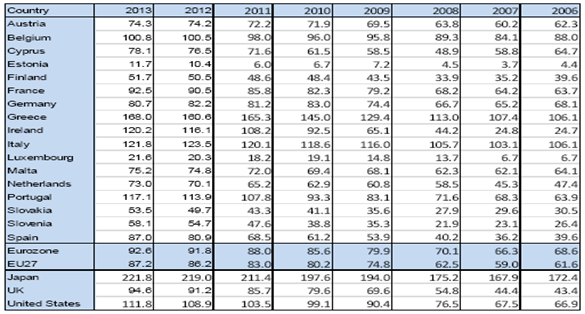 Country 2013 2012 2011 2010 2009 2008 2007 2006
Austria 74.3 74.2 72.2 71.9 69.5 63.8 60.2 62.3
Belgium 100.8 100.5 98.0 96.0 95.8 89.3 84.1 88.0
Cyprus 78.1 76.5 71.6 61.5 58.5 48.9 58.8 64.7
Estonia 11.7 10.4 6.0 6.7 7.2 4.5 3.7 4.4
Finland 51.7 50.5 48.6 48.4 43.5 33.9 35.2 39.6
France 92.5 90.5 85.8 82.3 79.2 68.2 64.2 63.7
Germany 80.7 82.2 81.2 83.0 74.4 66.7 65.2 68.1
Greece 168.0 160.6 165.3 145.0 129.4 113.0 107.4 106.1
Ireland 120.2 116.1 108.2 92.5 65.1 44.2 24.8 24.7
Italy 121.8 123.5 120.1 118.6 116.0 105.7 103.1 106.1
Luxembourg 21.6 20.3 18.2 19.1 14.8 13.7 6.7 6.7
Malta 75.2 74.8 72.0 69.4 68.1 62.3 62.1 64.1
Netherlands 73.0 70.1 65.2 62.9 60.8 58.5 45.3 47.4
Portugal 117.1 113.9 107.8 93.3 83.1 71.6 68.3 63.9
Slovakia 53.5 49.7 43.3 41.1 35.6 27.9 29.6 30.5
Slovenia 58.1 54.7 47.6 38.8 35.3 21.9 23.1 26.4
Spain 87.0 80.9 68.5 61.2 53.9 40.2 36.2 39.6
Eurozone 92.6 91.8 88.0 85.6 79.9 70.1 66.3 68.6
EU27 87.2 86.2 83.0 80.2 74.8 62.5 59.0 61.6
Japan 221.8 219.0 211.4 197.6 194.0 175.2 167.9 172.4
UK 94.6 91.2 85.7 79.6 69.6 54.8 44.4 43.4
United States 111.8 108.9 103.5 99.1 90.4 76.5 67.5 66.9